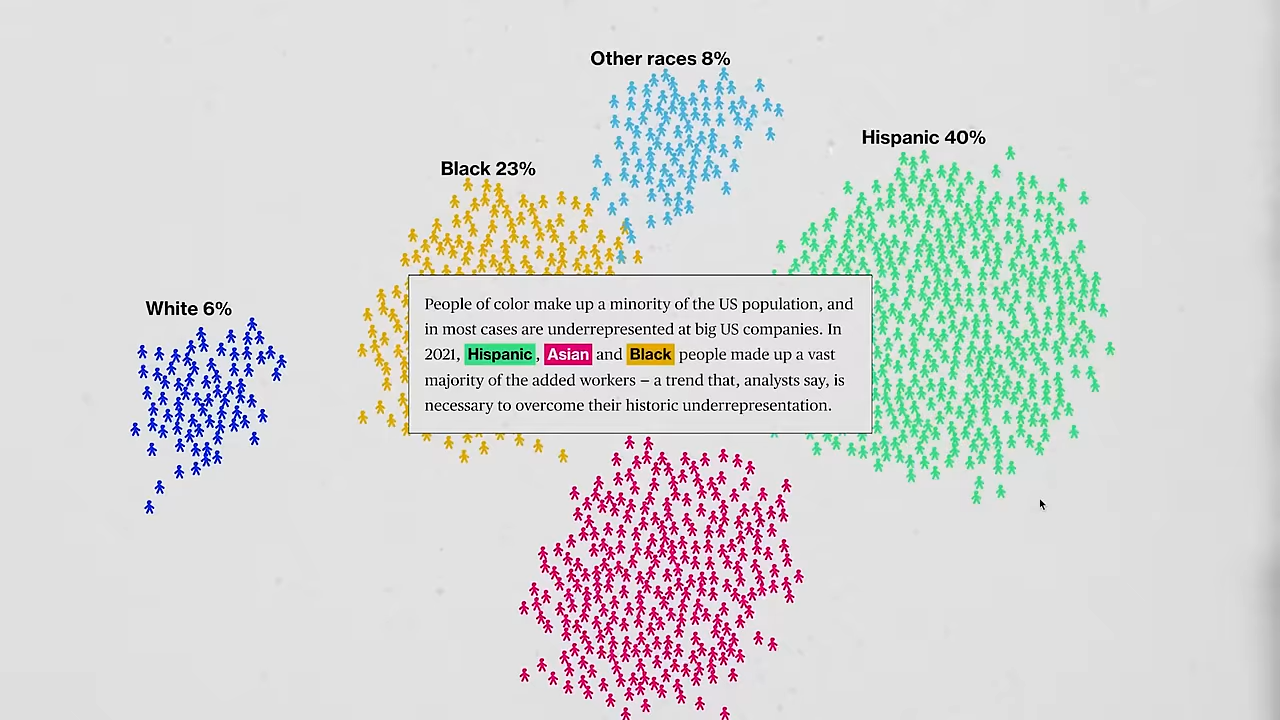 Other races 8%
Hispanic 40%
Black 23%
White 6%
People of color make up a minority of the US population, and
in most cases are underrepresented at big US companies. In
2021, Hispanic, Asian and Black people made up a vast
majority of the added workers – a trend that, analysts say, is
necessary to overcome their historic underrepresentation.